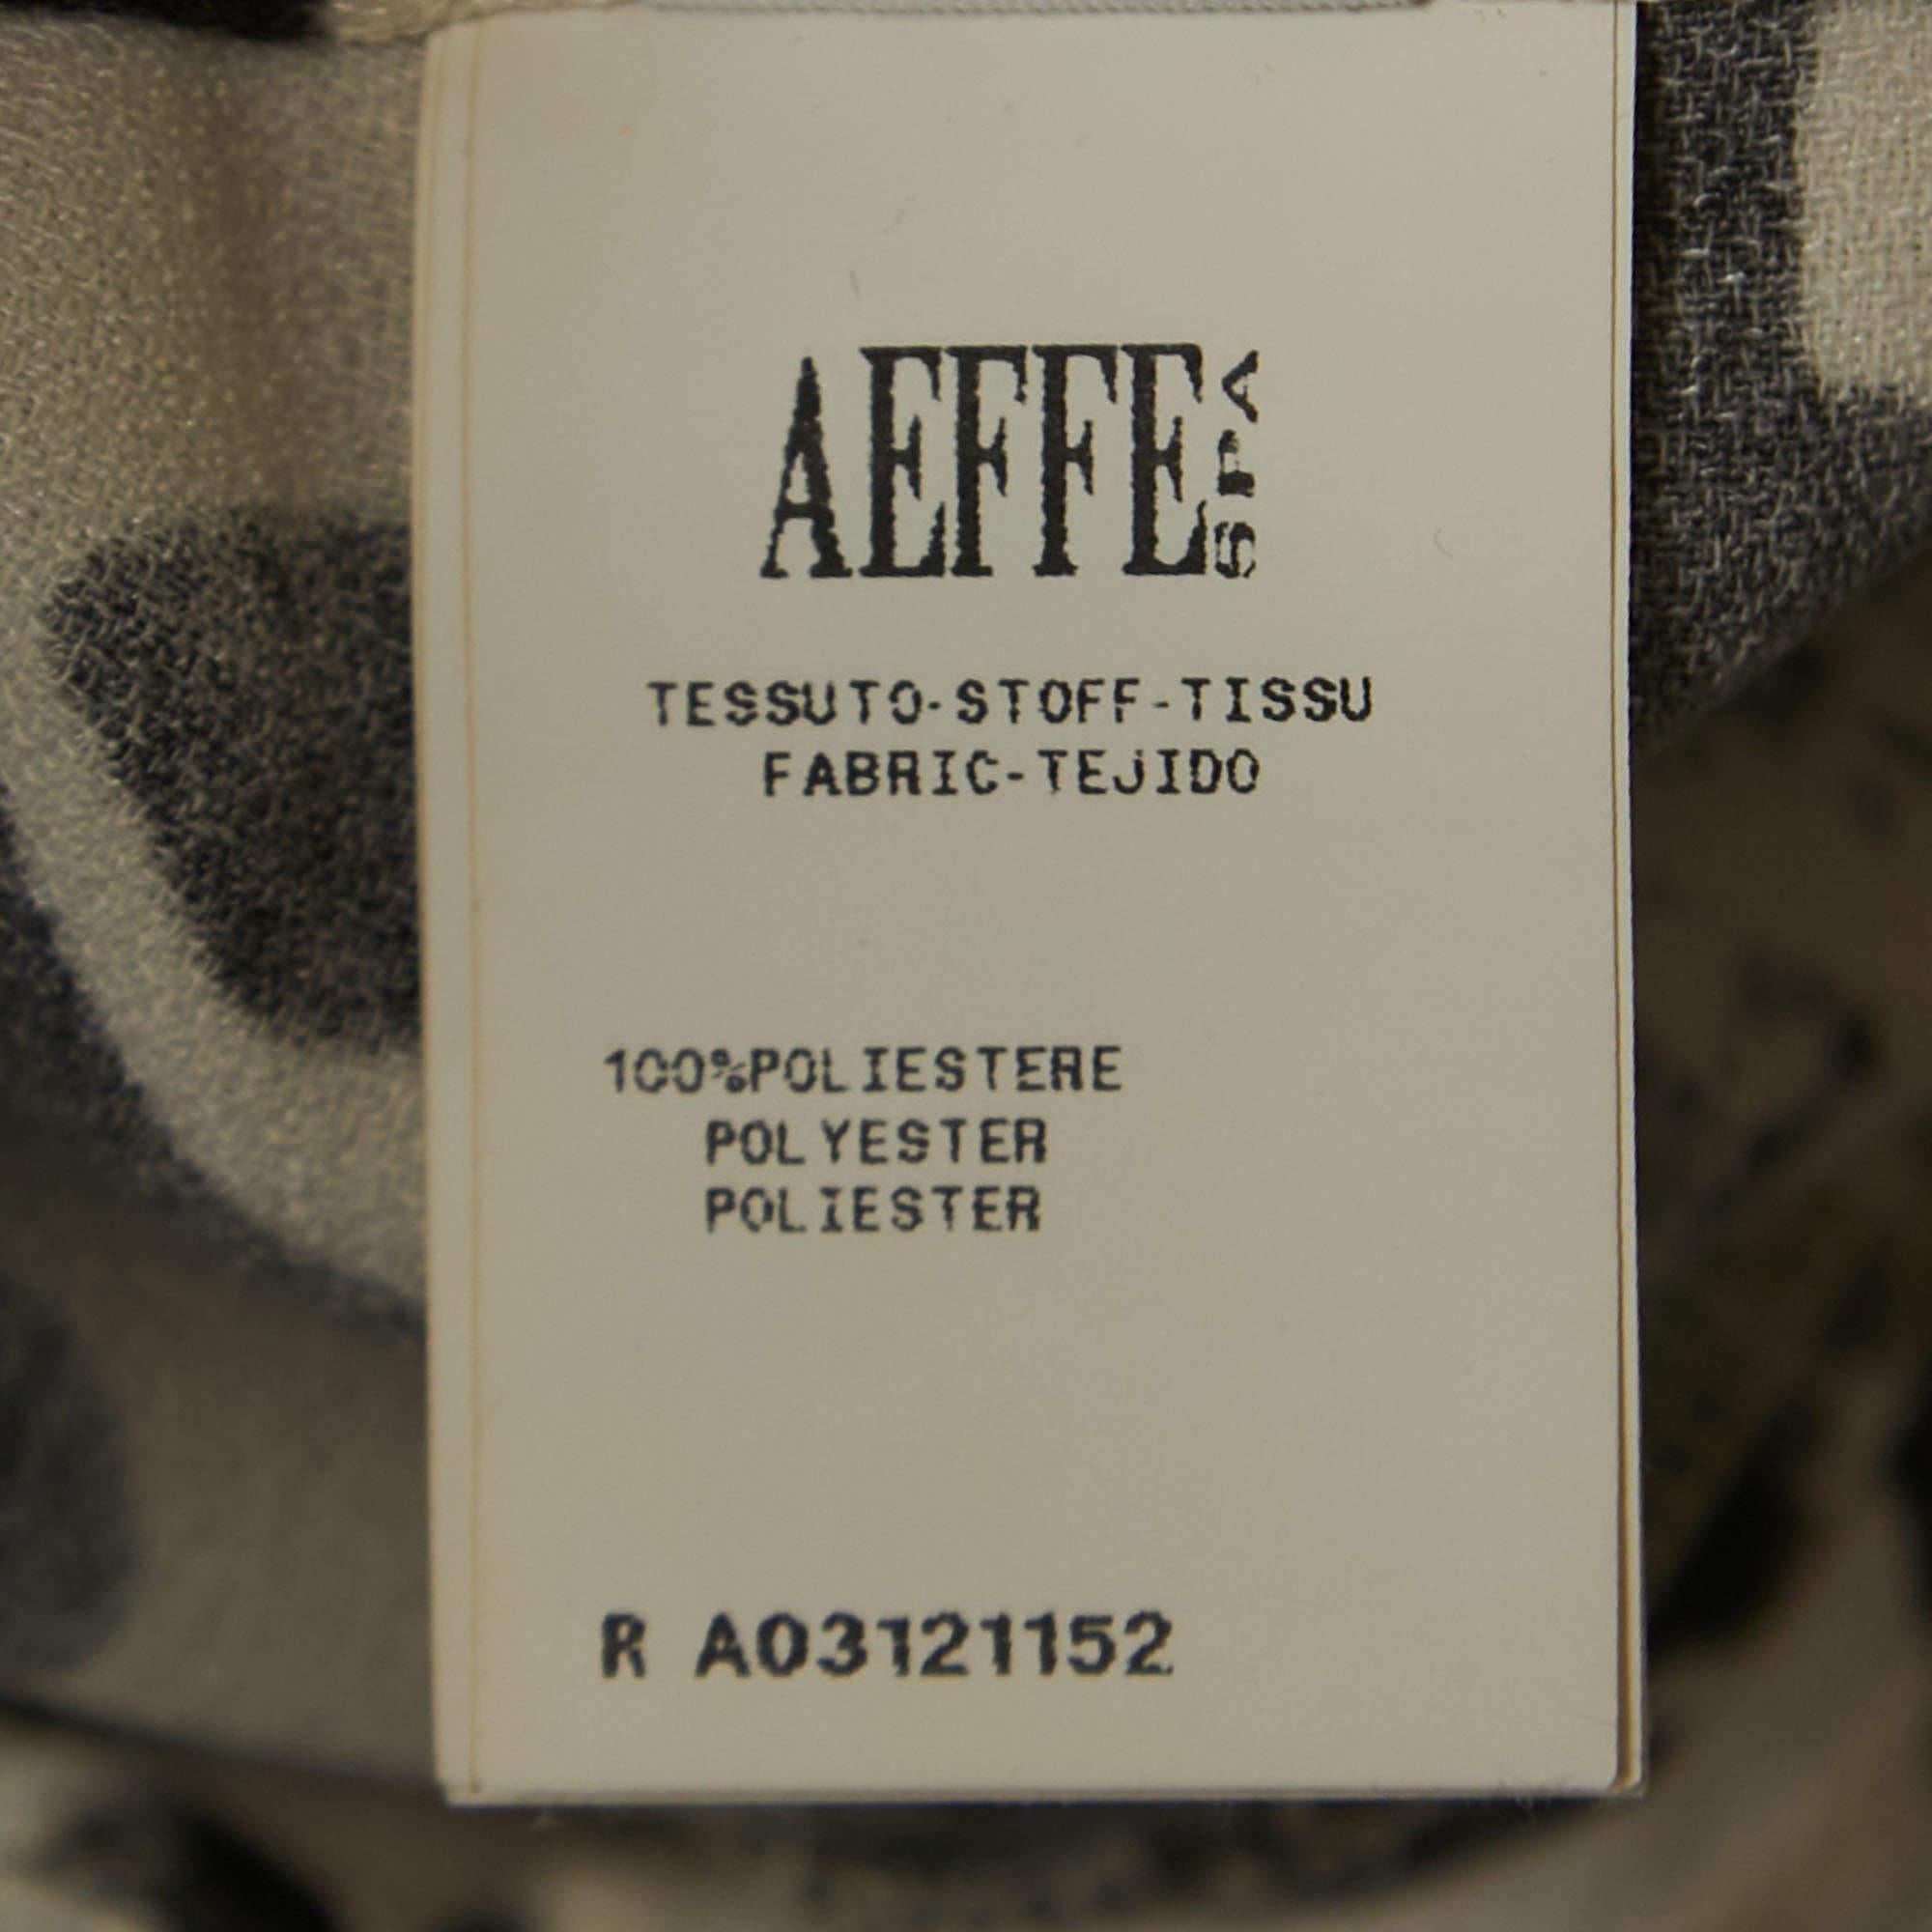 AEFFE SPA
TESSUTO-STOFF-TISSU
FABRIC-TEJIDO
100%POLIESTERE
POLYESTER
POLIESTER
R A03121152